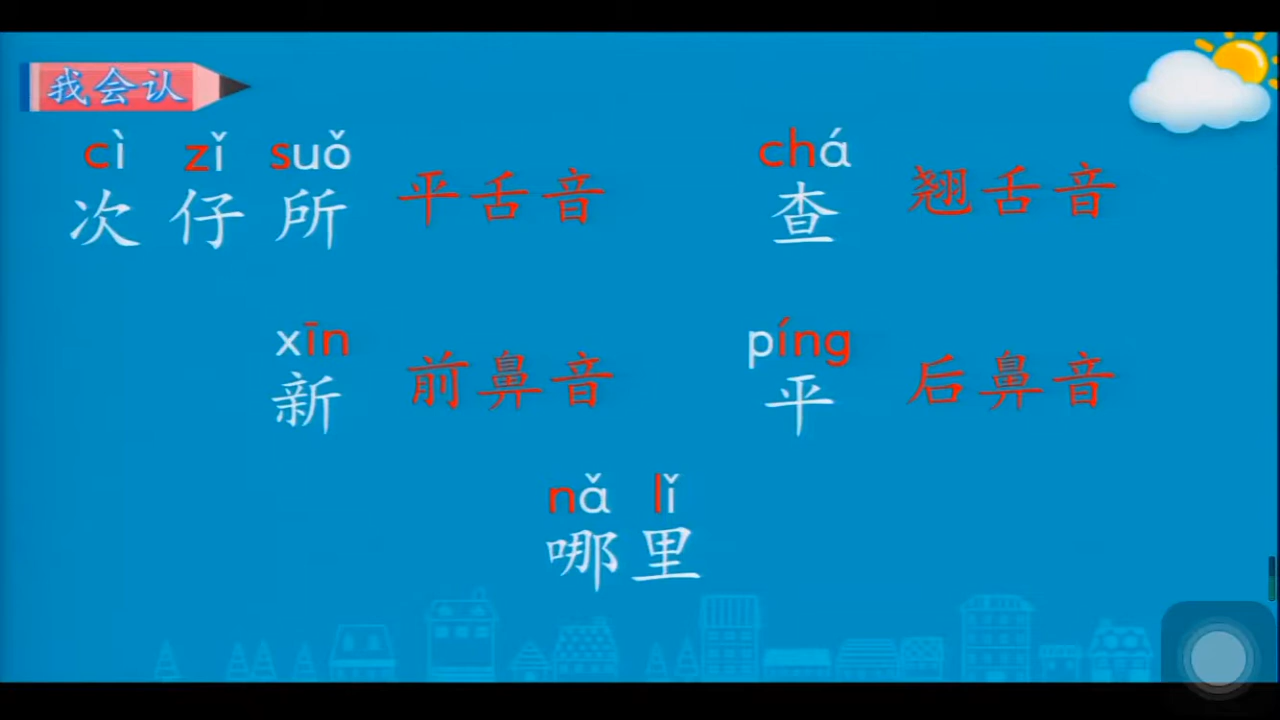 我会认
cì zǐ suǒ chá
次 仔 所 平舌音 查 翘舌音
xīn píng
新 前鼻音 平 后鼻音
nǎ lǐ
哪 里